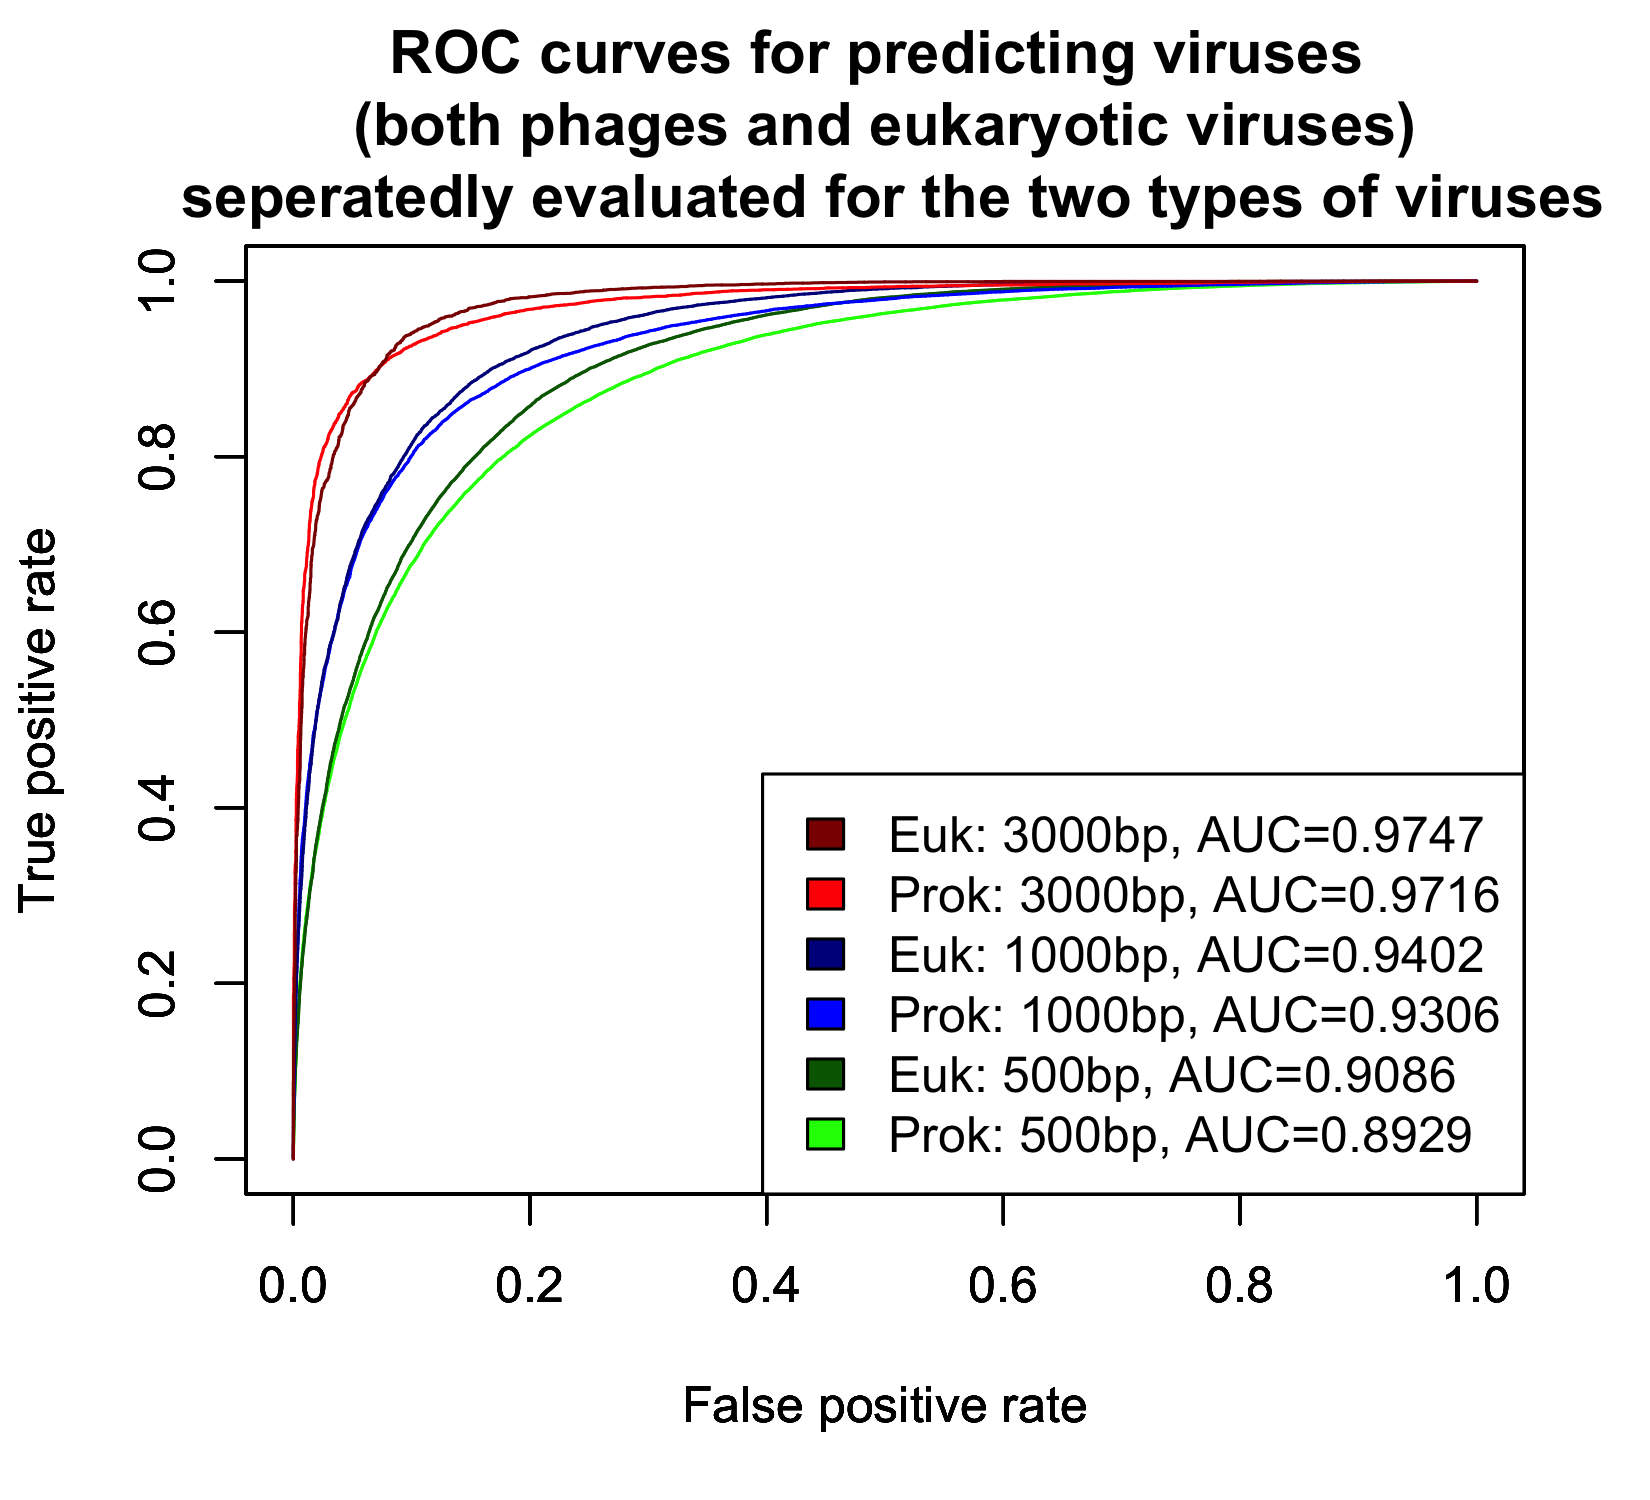 ROC curves for predicting viruses
(both phages and eukaryotic viruses)
seperatedly evaluated for the two types of viruses
True positive rate
1.0
0.8
0.6
0.4
0.2
0.0
Euk: 3000bp, AUC=0.9747
Prok: 3000bp, AUC=0.9716
Euk: 1000bp, AUC=0.9402
Prok: 1000bp, AUC=0.9306
Euk: 500bp, AUC=0.9086
Prok: 500bp, AUC=0.8929
0.0 0.2 0.4 0.6 0.8 1.0
False positive rate